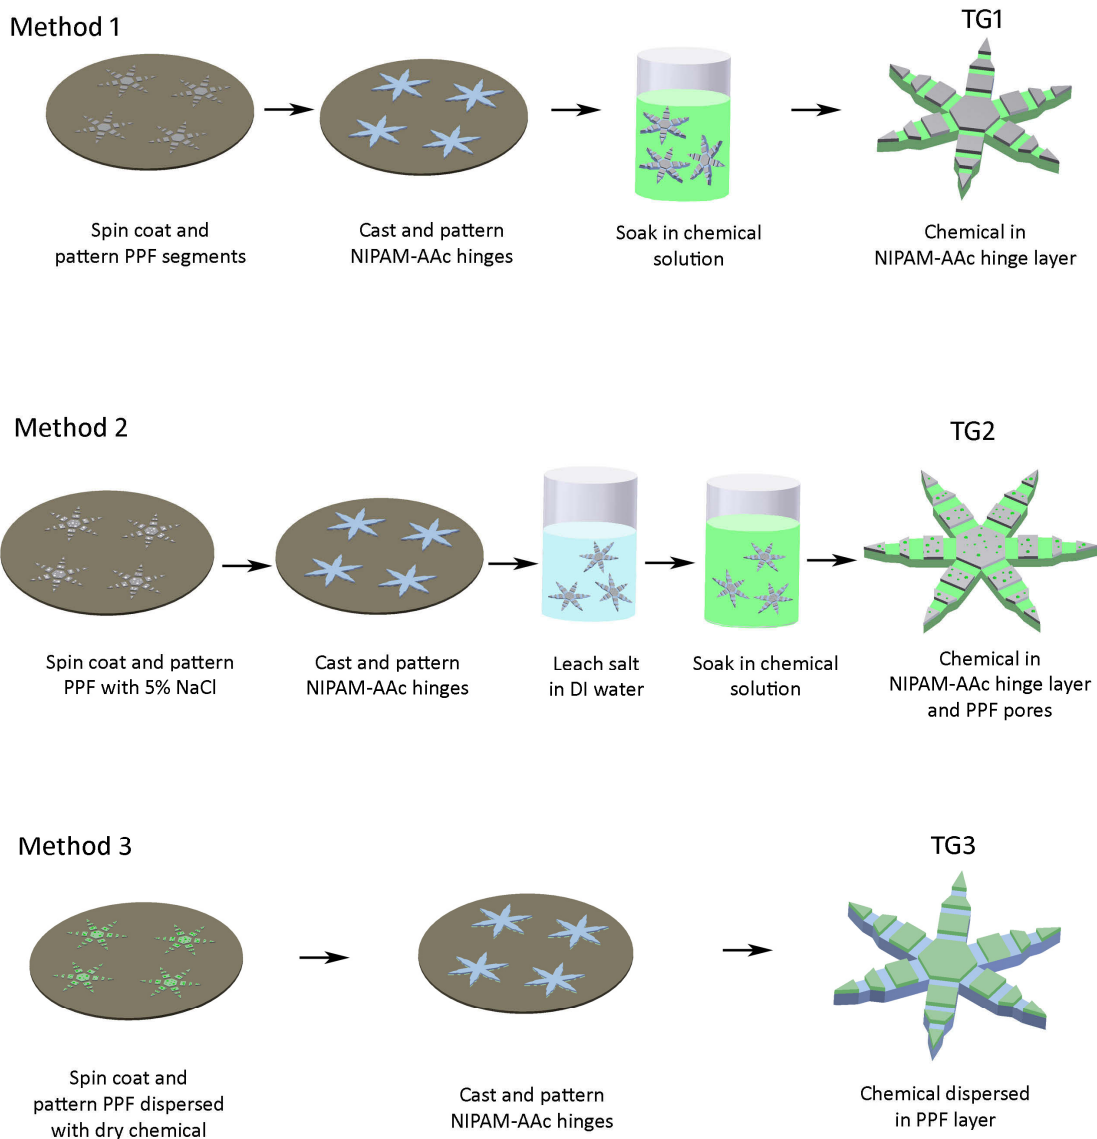 Method 1
TG1
Spin coat and
pattern PPF segments
Cast and pattern
NIPAM-AAc hinges
Soak in chemical
solution
Chemical in
NIPAM-AAc hinge layer
Method 2
TG2
Spin coat and pattern
PPF with 5% NaCl
Cast and pattern
NIPAM-AAc hinges
Leach salt
in DI water
Soak in chemical
solution
Chemical in
NIPAM-AAc hinge layer
and PPF pores
Method 3
TG3
Spin coat and
pattern PPF dispersed
with dry chemical
Cast and pattern
NIPAM-AAc hinges
Chemical dispersed
in PPF layer